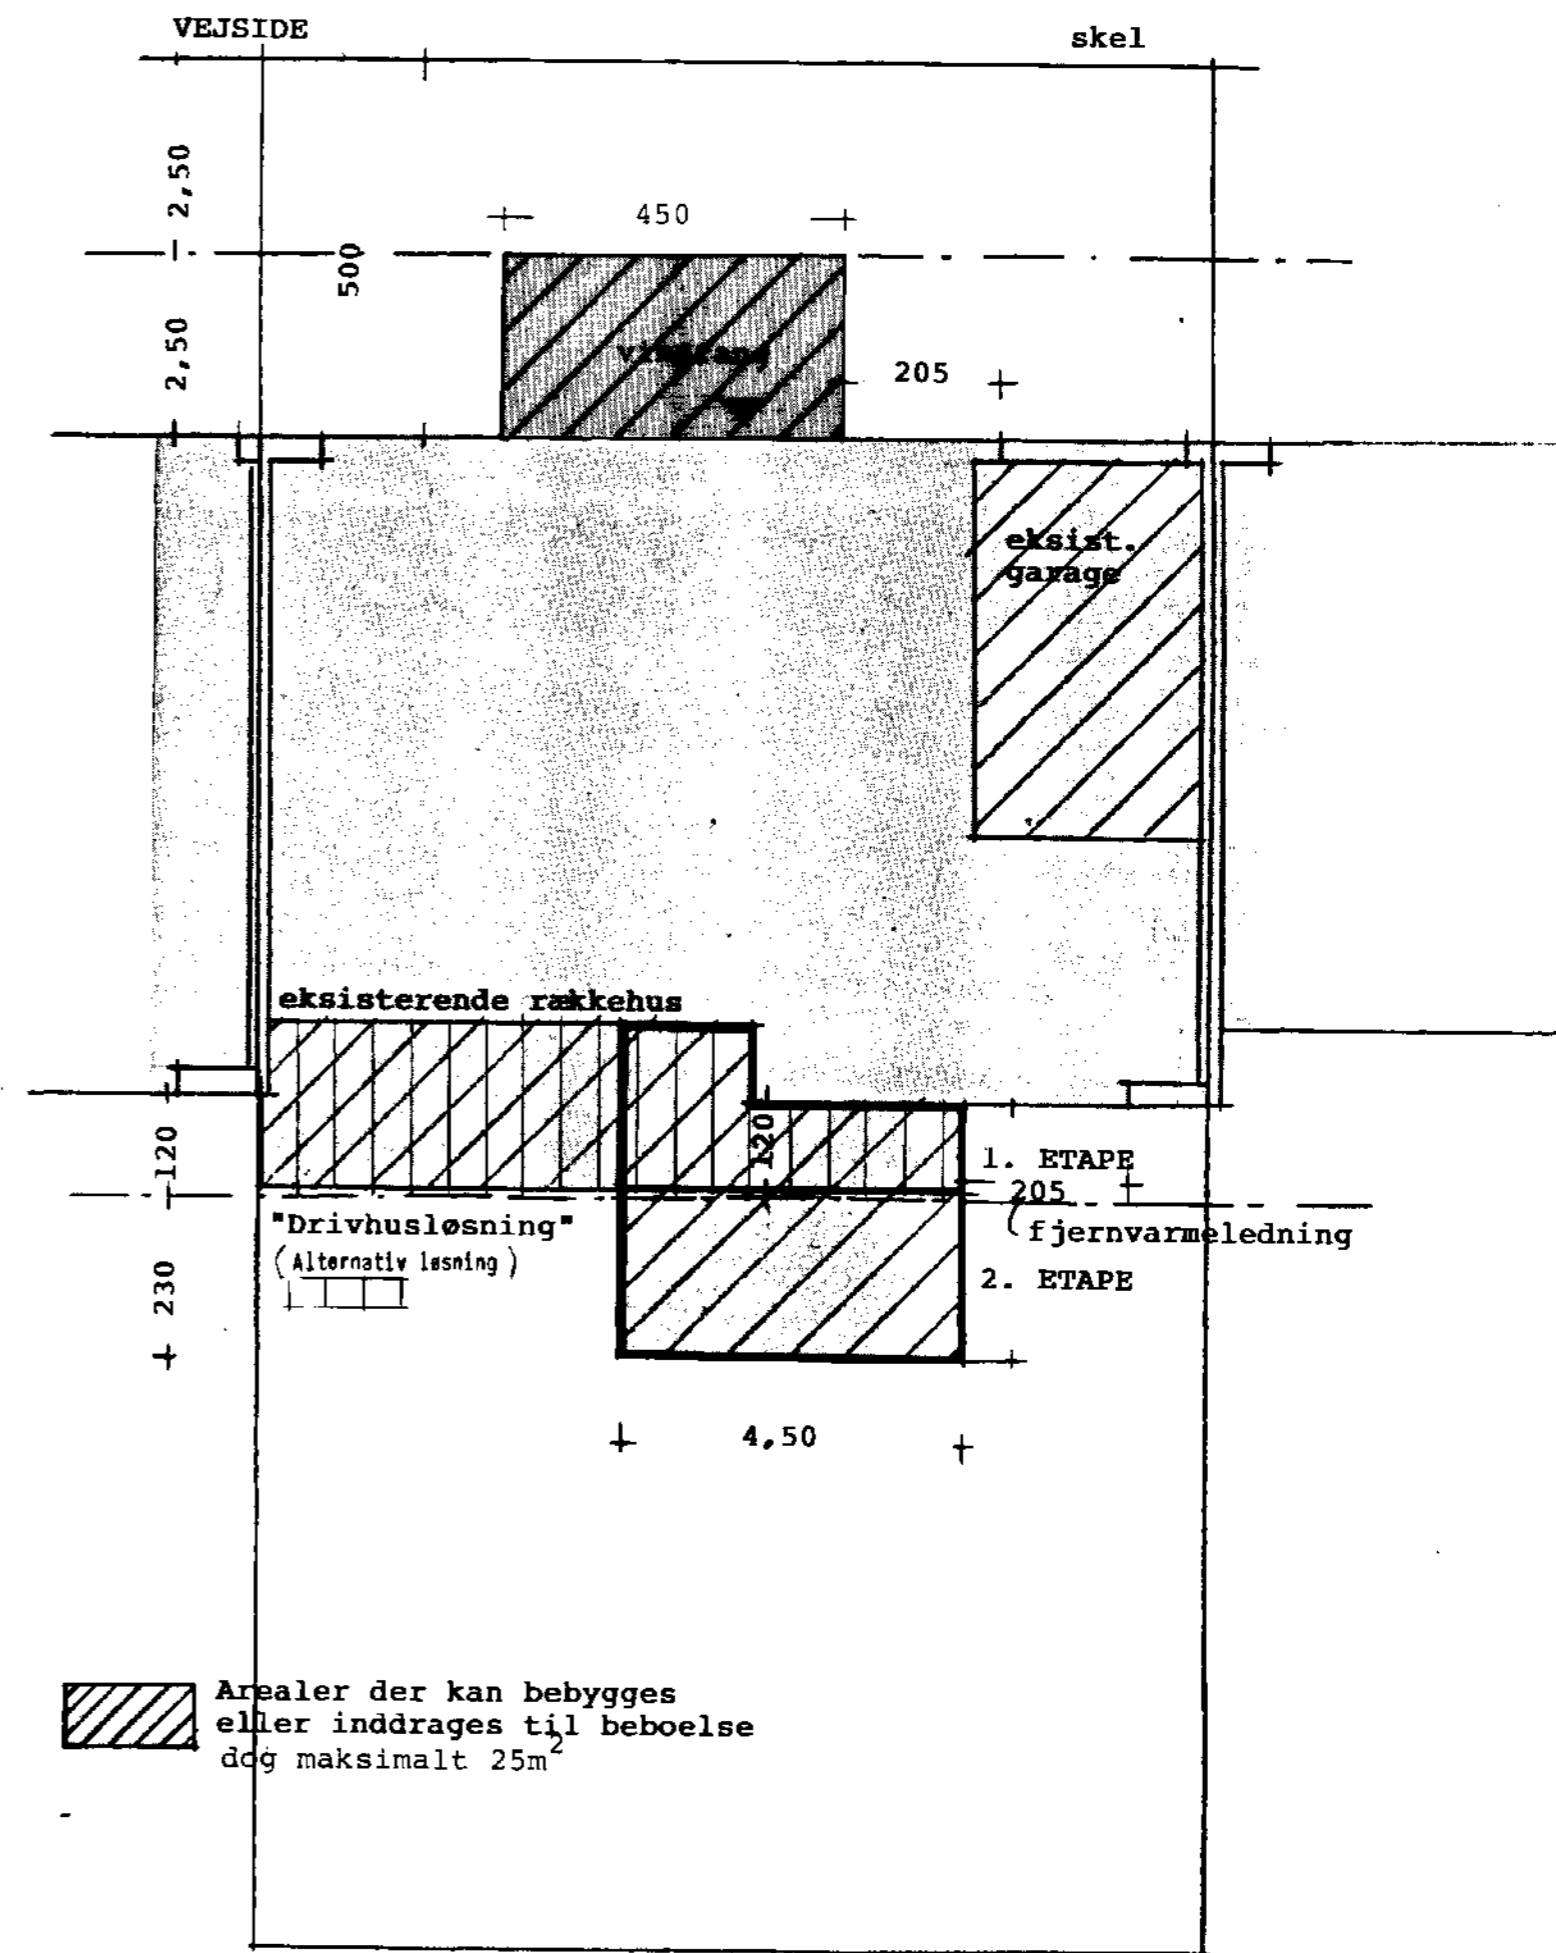 VEJSIDE
skel
2,50
450
500
2,50
205
eksist.
garage
eksisterende rækkehus
120
120
1. ETAPE
205
"Drivhusløsning"
fjernvarmeledning
(Alternativ løsning)
230
2. ETAPE
4,50
Arealer der kan bebygges
eller inddrages til beboelse
dog maksimalt 25m²